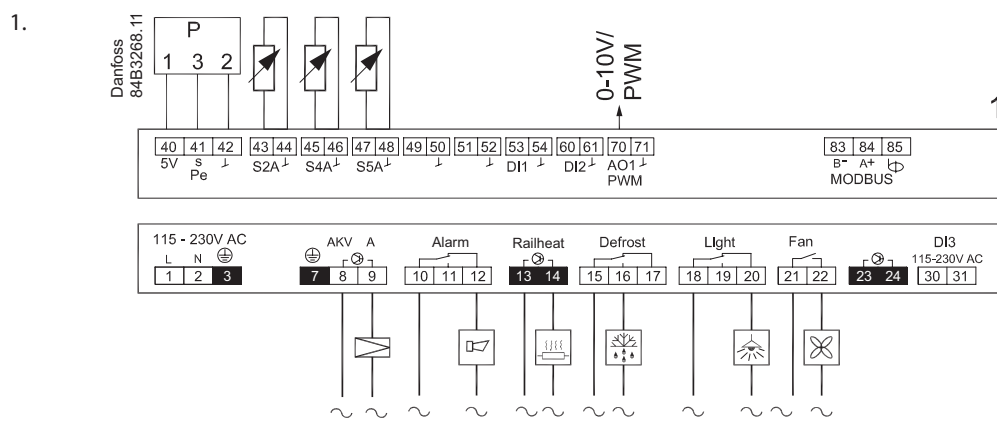 1.
Danfoss
84B3268.11
P
1 3 2
0-10V/
PWM
1
40 41 42 43 44 45 46 47 48 49 50 51 52 53 54 60 61 70 71 83 84 85
5V s S2A S4A S5A DI1 DI2 AO1 B- A+
Pe PWM MODBUS
115 - 230V AC AKV A Alarm Railheat Defrost LIght Fan DI3
L N 115-230V AC
1 2 3 7 8 9 10 11 12 13 14 15 16 17 18 19 20 21 22 23 24 30 31